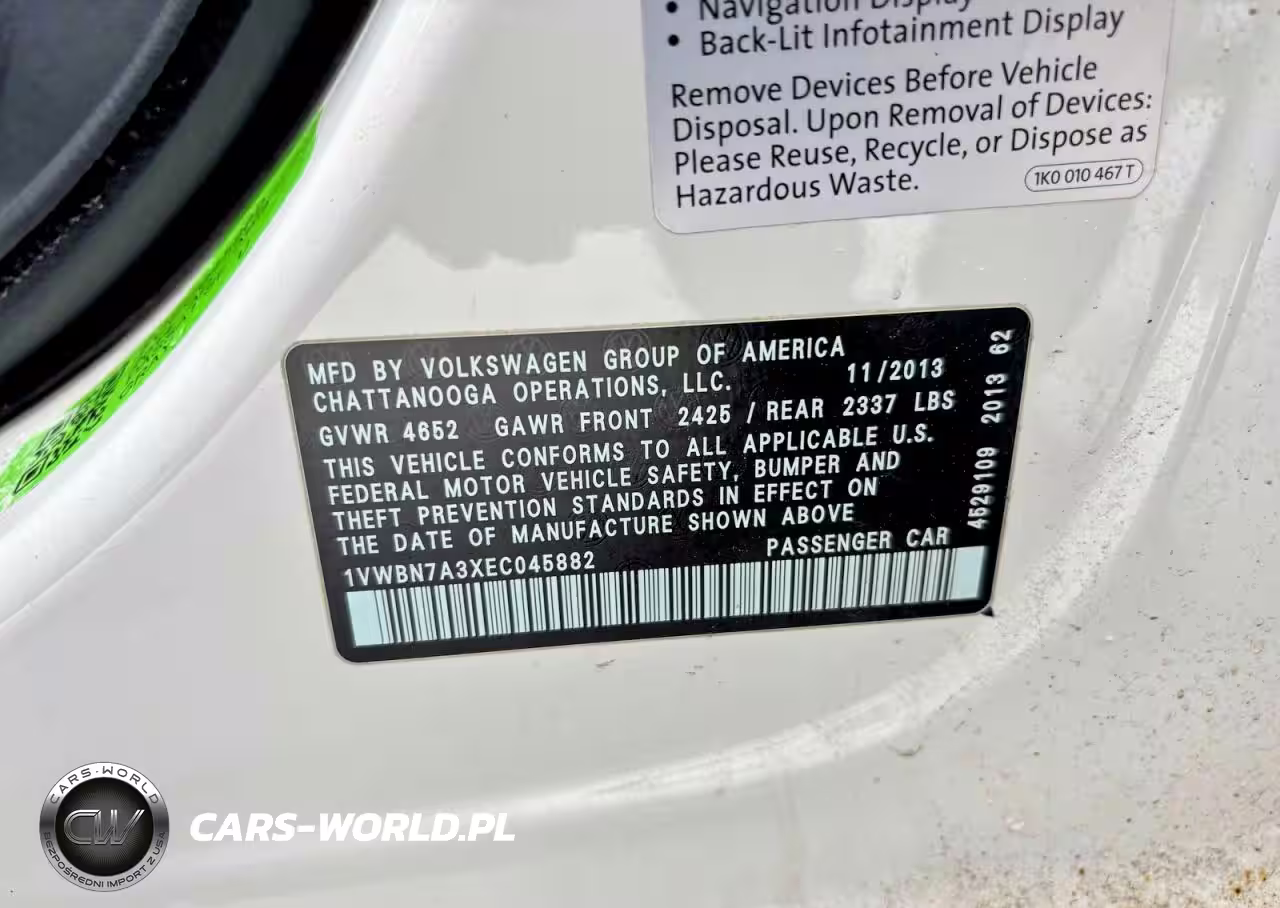 • Navigation Display
• Back-Lit Infotainment Display
Remove Devices Before Vehicle
Disposal. Upon Removal of Devices:
Please Reuse, Recycle, or Dispose as
Hazardous Waste.
1K0 010 467 T
MFD BY VOLKSWAGEN GROUP OF AMERICA
CHATTANOOGA OPERATIONS, LLC. 11/2013
GVWR 4652 GAWR FRONT 2425 / REAR 2337 LBS
THIS VEHICLE CONFORMS TO ALL APPLICABLE U.S.
FEDERAL MOTOR VEHICLE SAFETY, BUMPER AND
THEFT PREVENTION STANDARDS IN EFFECT ON
THE DATE OF MANUFACTURE SHOWN ABOVE
1VWBN7A3XEC045882 PASSENGER CAR
4529109 2013 62
CARS-WORLD
CW
BEZPOŚREDNI IMPORT Z USA
CARS-WORLD.PL